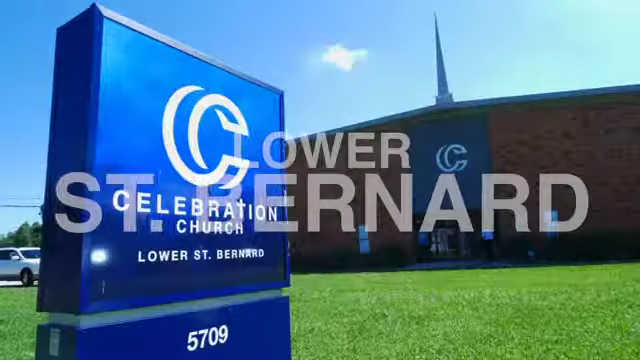 CELEBRATION
CHURCH
LOWER ST. BERNARD
5709
LOWER
ST. BERNARD